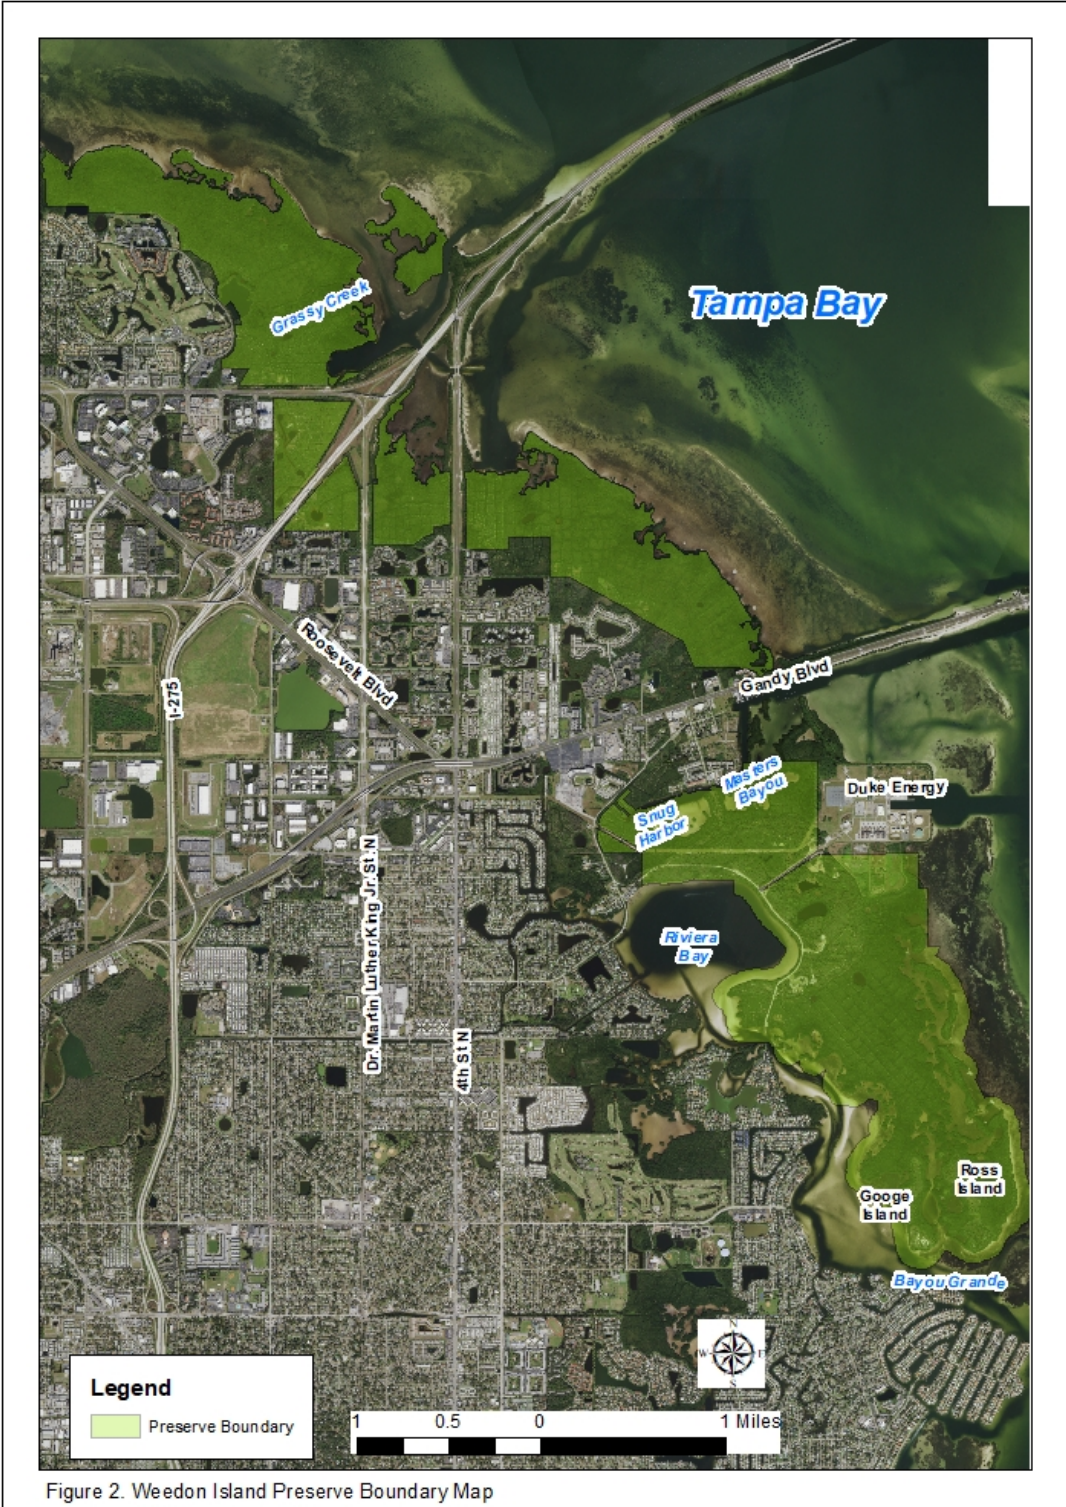 Tampa Bay
Grassy Creek
Roosevelt Blvd
I-275
Gandy Blvd
Masters
Bayou
Duke Energy
Snug
Harbor
Dr. Martin Luther King Jr. St. N
Riviera
Bay
4th St N
Ross
Island
Googe
Island
Bayou Grande
N
W
E
S
Legend
Preserve Boundary
1 0.5 0 1 Miles
Figure 2. Weedon Island Preserve Boundary Map